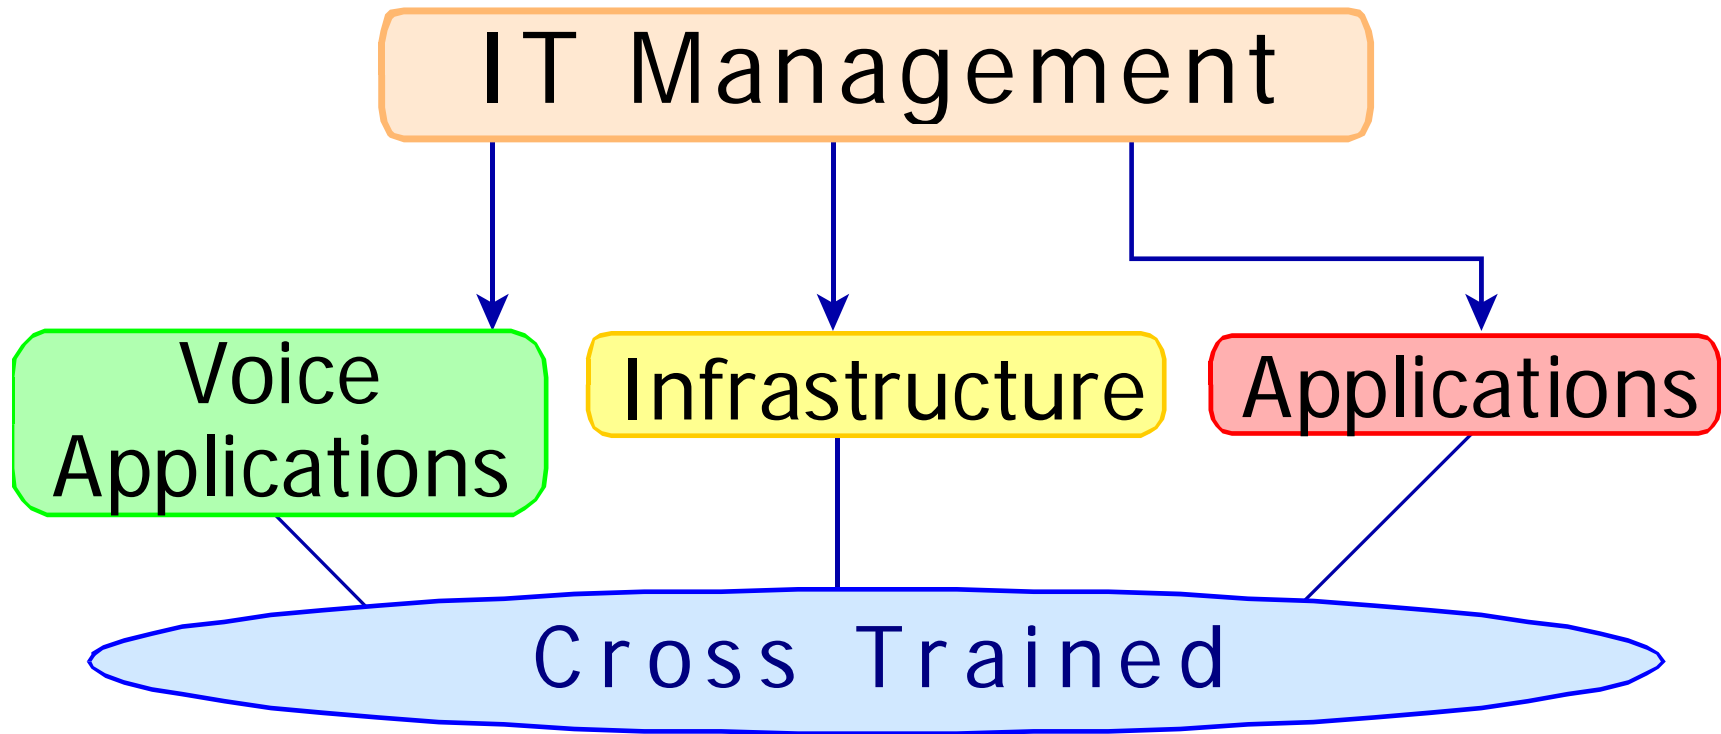 IT Management
Voice
Applications
Infrastructure
Applications
Cross Trained